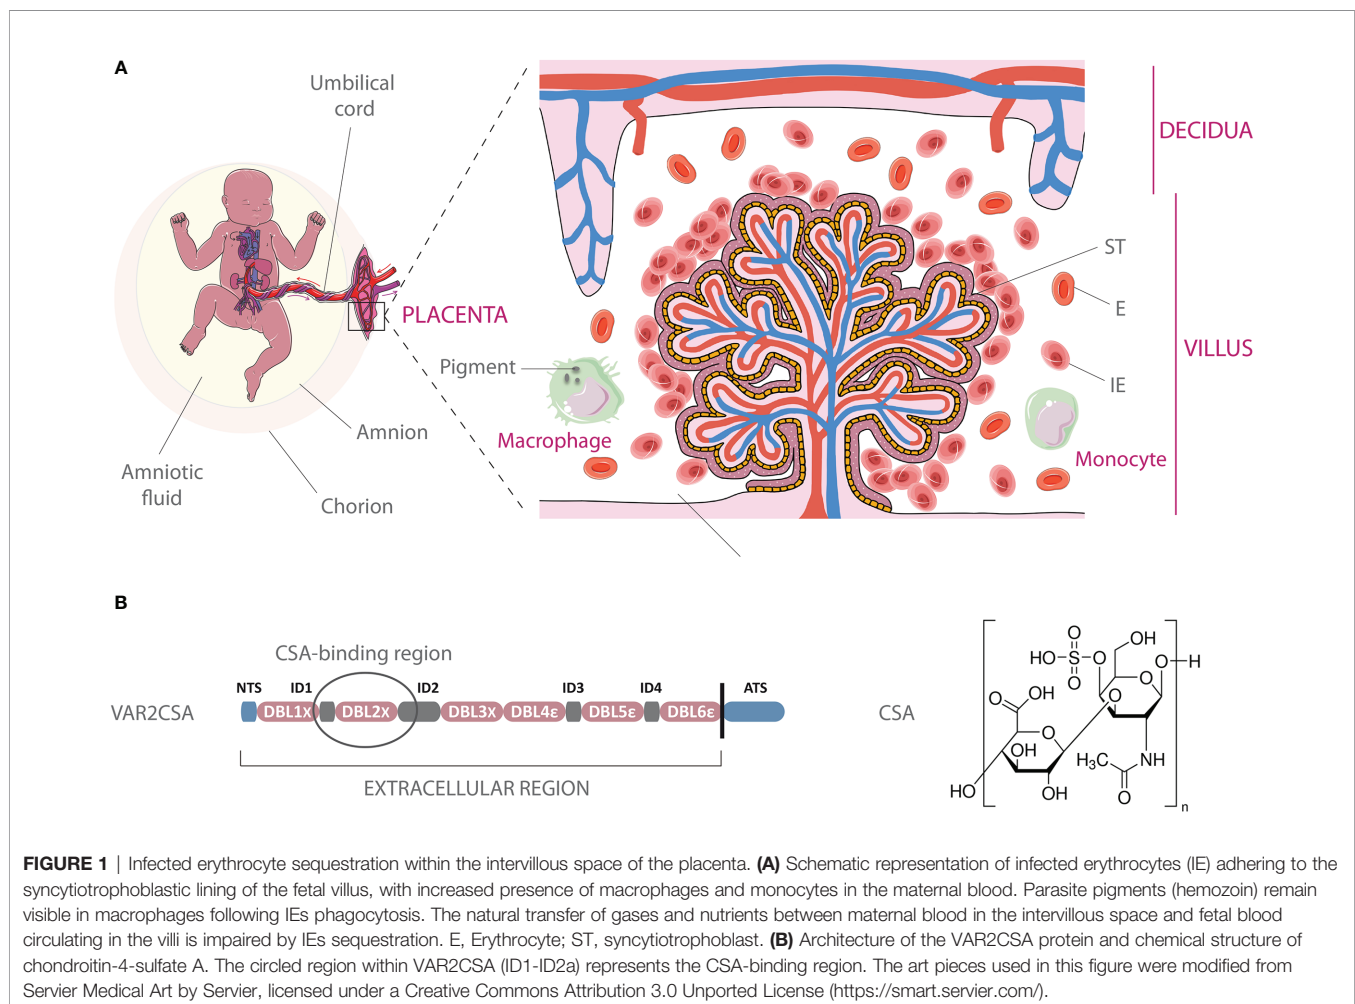 A
Umbilical
cord
DECIDUA
ST
E
PLACENTA
VILLUS
Pigment
IE
Amnion
Macrophage
Monocyte
Amniotic
fluid
Chorion
B
CSA-binding region
NTS ID1 ID2 ID3 ID4 ATS
VAR2CSA DBL1x DBL2x DBL3x DBL4ε DBL5ε DBL6ε
EXTRACELLULAR REGION
CSA
OH
O
HO S O
O
O H
O
OH
O
O
O
OH
H₃C NH
HO
OH
O
n
FIGURE 1 | Infected erythrocyte sequestration within the intervillous space of the placenta. (A) Schematic representation of infected erythrocytes (IE) adhering to the
syncytiotrophoblastic lining of the fetal villus, with increased presence of macrophages and monocytes in the maternal blood. Parasite pigments (hemozoin) remain
visible in macrophages following IEs phagocytosis. The natural transfer of gases and nutrients between maternal blood in the intervillous space and fetal blood
circulating in the villi is impaired by IEs sequestration. E, Erythrocyte; ST, syncytiotrophoblast. (B) Architecture of the VAR2CSA protein and chemical structure of
chondroitin-4-sulfate A. The circled region within VAR2CSA (ID1-ID2a) represents the CSA-binding region. The art pieces used in this figure were modified from
Servier Medical Art by Servier, licensed under a Creative Commons Attribution 3.0 Unported License (https://smart.servier.com/).